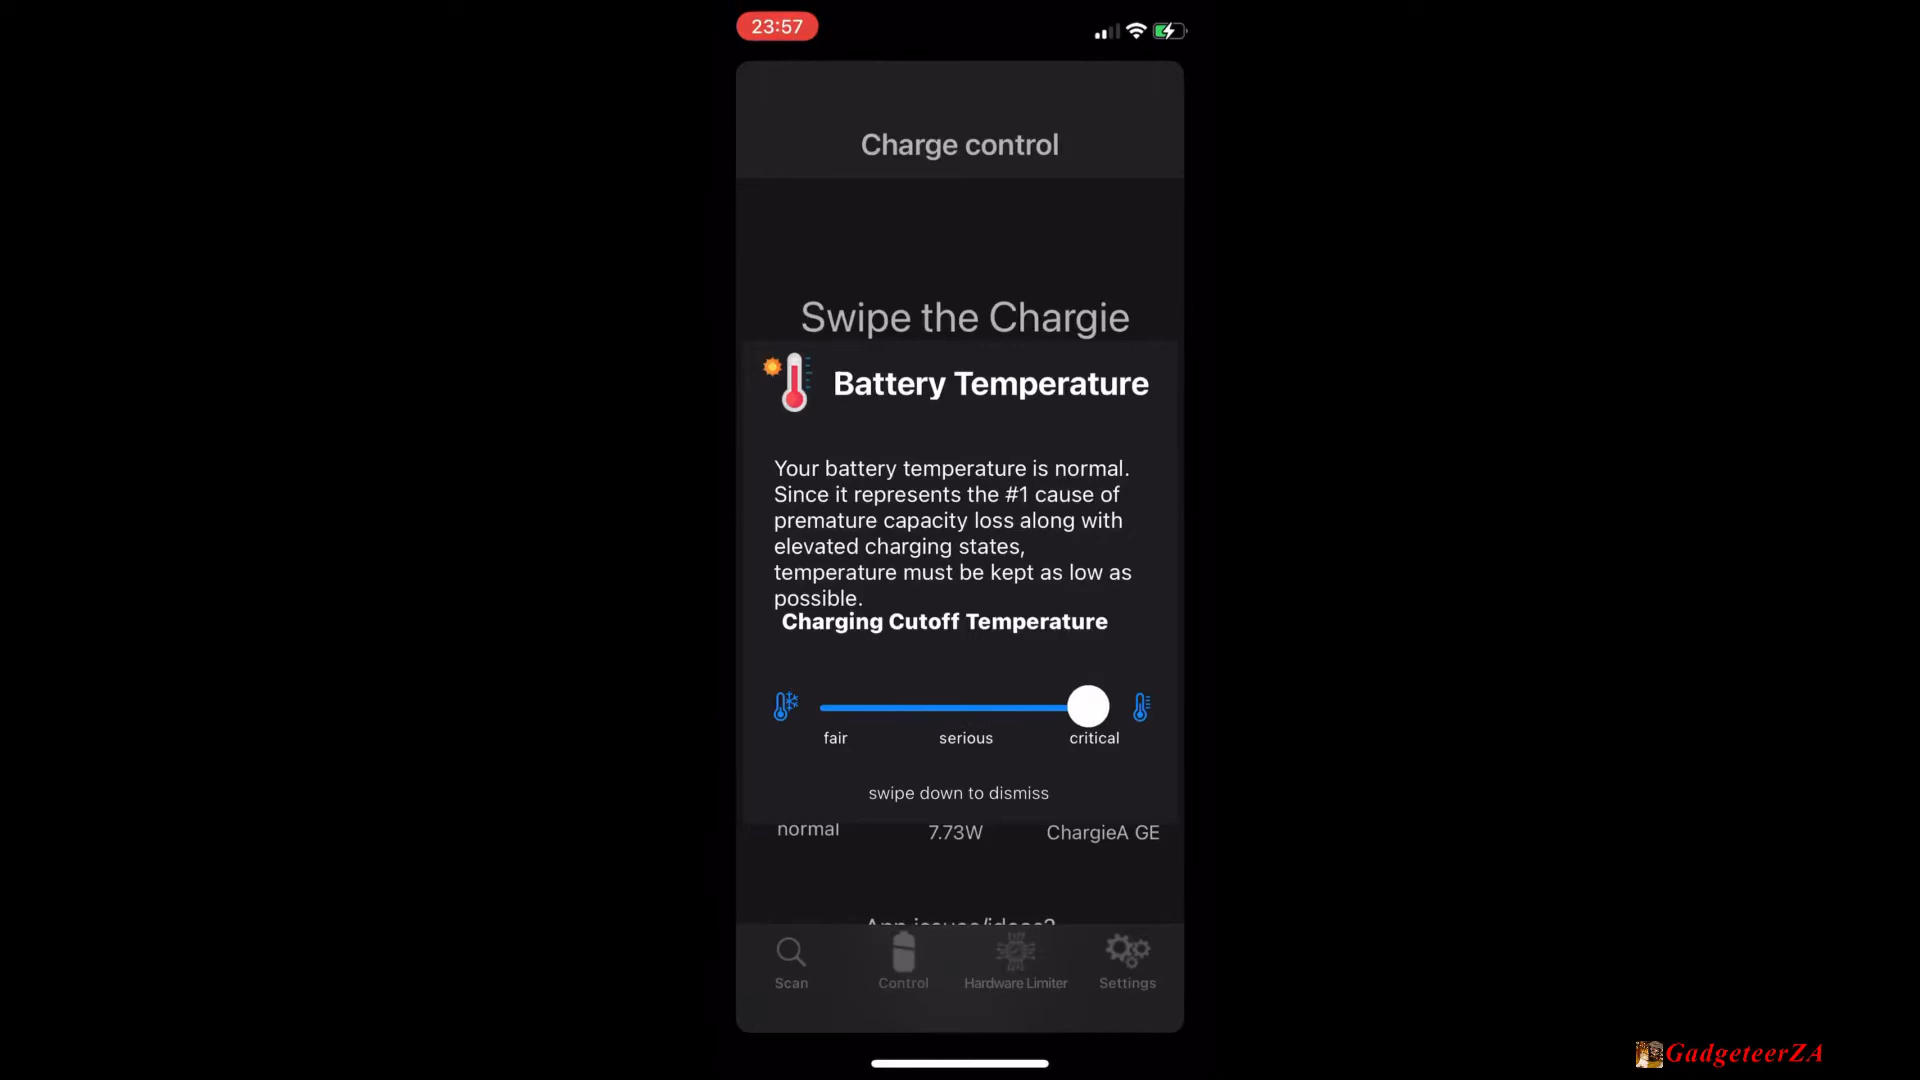 23:57
Charge control
Swipe the Chargie
Battery Temperature
Your battery temperature is normal.
Since it represents the #1 cause of
premature capacity loss along with
elevated charging states,
temperature must be kept as low as
possible.
Charging Cutoff Temperature
fair serious critical
swipe down to dismiss
normal 7.73W ChargieA GE
App issues/ideas?
Scan Control Hardware Limiter Settings
GadgeteerZA